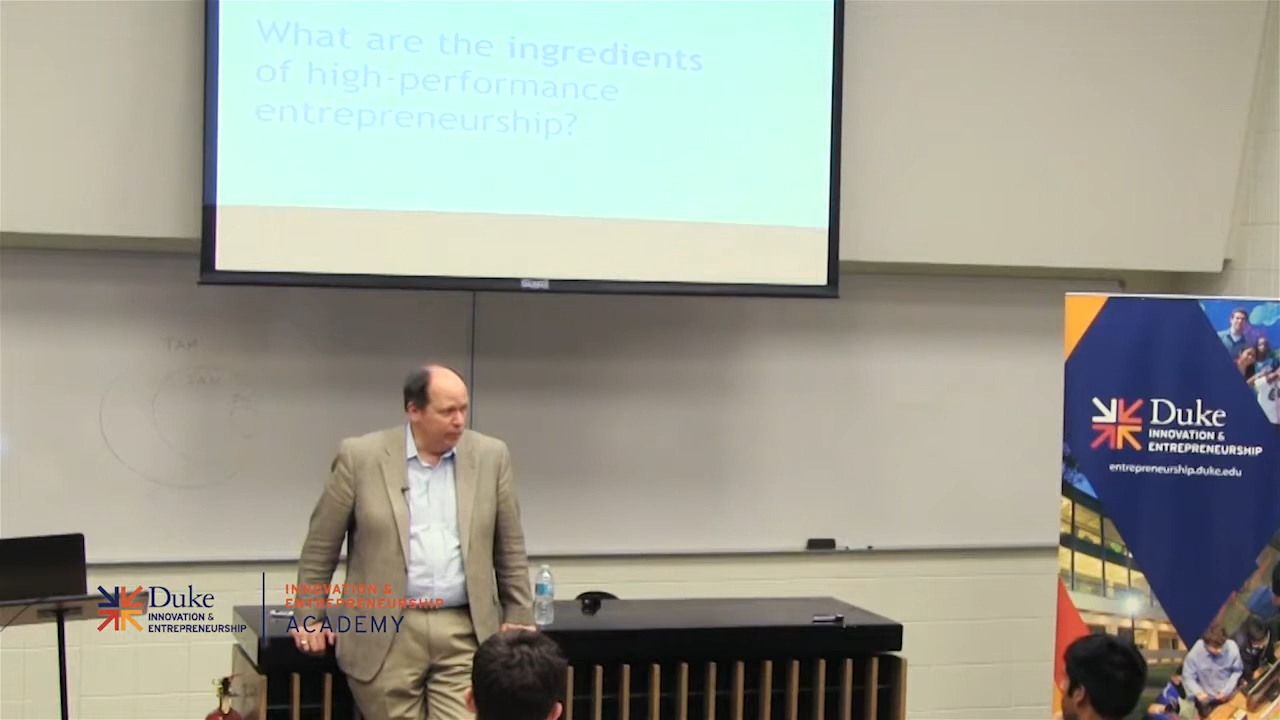 What are the ingredients
of high-performance
entrepreneurship?
TAM
Duke
INNOVATION &
ENTREPRENEURSHIP
entrepreneurship.duke.edu
Duke
INNOVATION &
ENTREPRENEURSHIP
INNOVATION &
ENTREPRENEURSHIP
ACADEMY